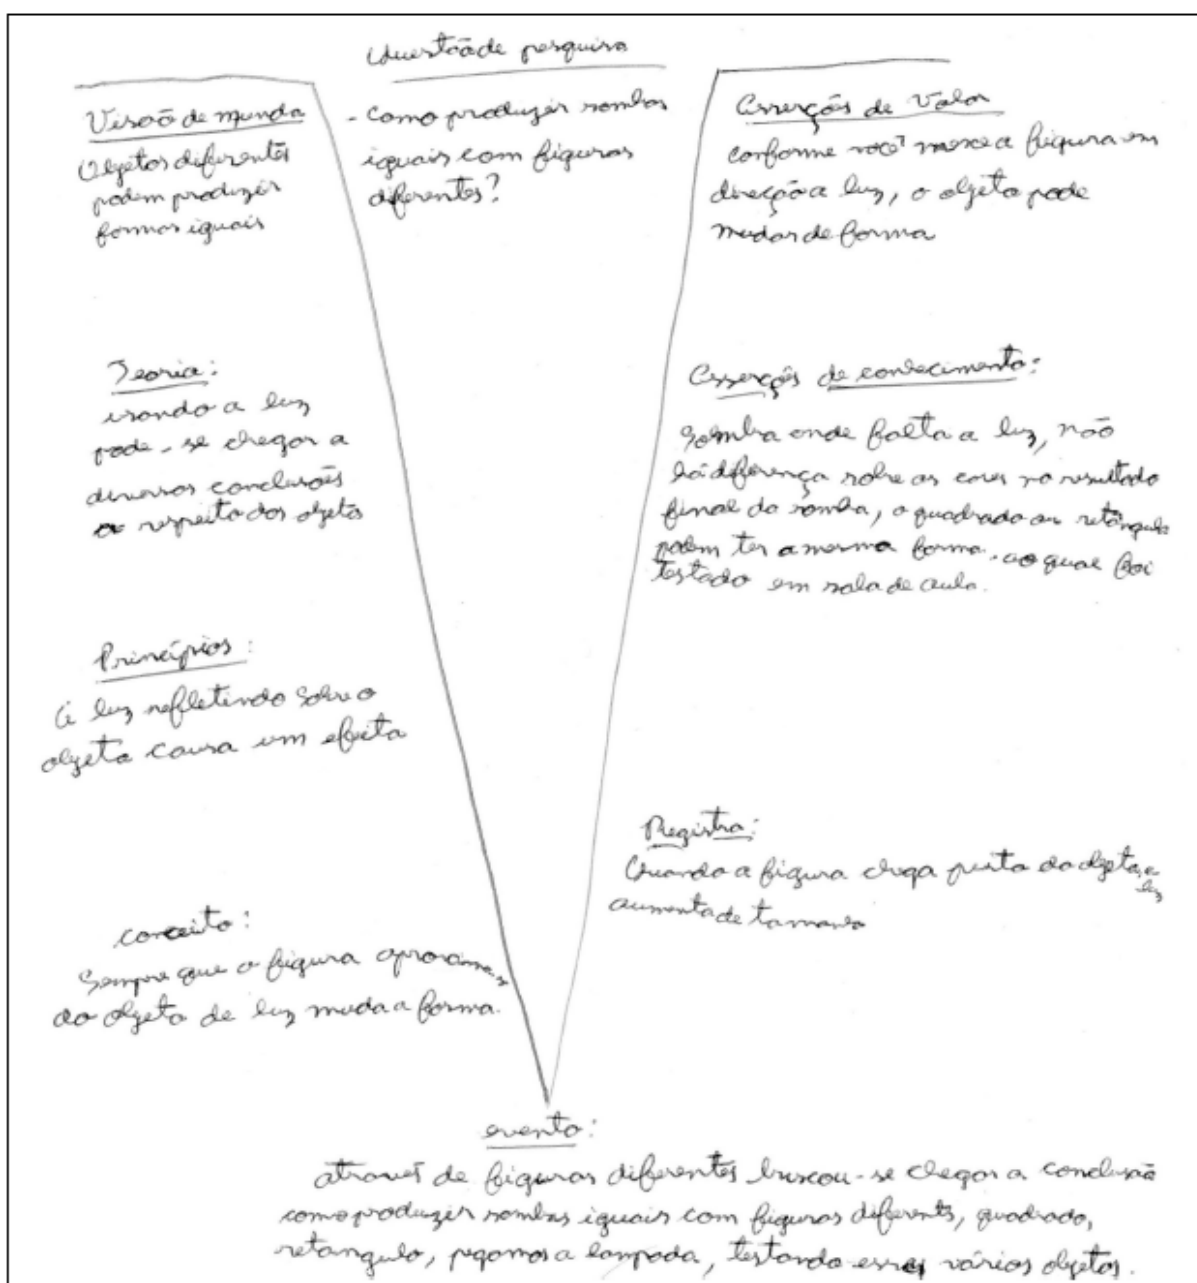 Questão de pesquisa
- Como produzir sombras
iguais com figuras
diferentes?
Visão de mundo
Objetos diferentes
podem produzir
formas iguais
Teoria:
usando a luz
pode-se chegar a
diversas conclusões
a respeito dos objetos
Princípios:
A luz refletindo sobre o
objeto causa um efeito
conceito:
Sempre que a figura aproxima-se
do objeto de luz muda a forma.
Asserções de Valor
conforme você mexe a figura em
direção a luz, o objeto pode
mudar de forma
Asserções de conhecimento:
Sombra onde falta a luz, não
há diferença sobre as cores no resultado
final da sombra, o quadrado ou retângulo
podem ter a mesma forma. ao qual foi
testado em sala de aula.
Registro:
Quando a figura chega perto do objeto, a
luz
aumenta de tamanho
evento:
através de figuras diferentes buscou-se chegar a conclusão
como produzir sombras iguais com figuras diferents, quadrado,
retangulo, pegamos a lampada, testando esses vários objetos.